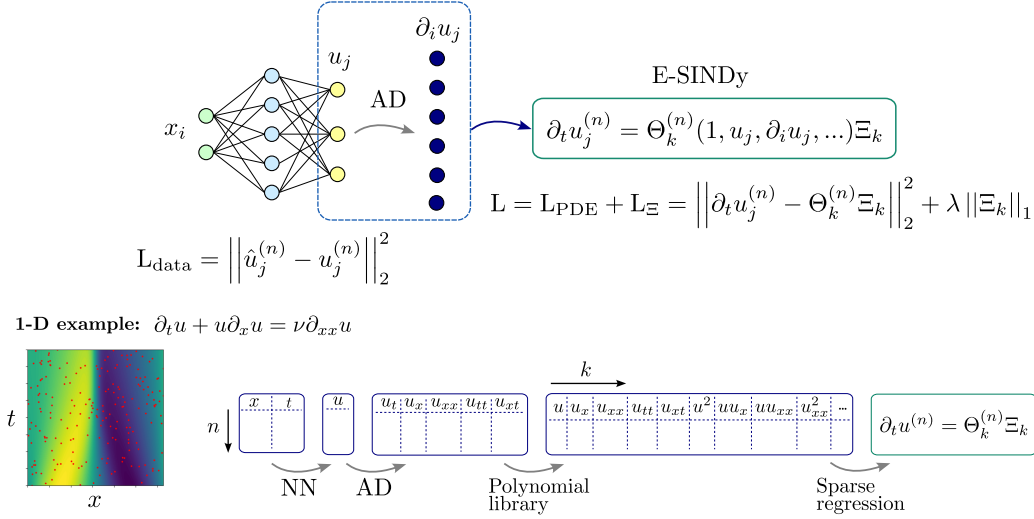 ∂ᵢuⱼ
uⱼ
AD
xᵢ
E-SINDy
∂ₜuⱼ⁽ⁿ⁾ = Θₖ⁽ⁿ⁾(1, uⱼ, ∂ᵢuⱼ, ...)Ξₖ
L = L_PDE + L_Ξ = ||∂ₜuⱼ⁽ⁿ⁾ − Θₖ⁽ⁿ⁾Ξₖ||₂² + λ ||Ξₖ||₁
L_data = ||ûⱼ⁽ⁿ⁾ − uⱼ⁽ⁿ⁾||₂²
1-D example: ∂ₜu + u∂ₓu = ν∂ₓₓu
t
x
n
x t
u
uₜ uₓ uₓₓ uₜₜ uₓₜ
k
u uₓ uₓₓ uₜₜ uₓₜ u² uuₓ uuₓₓ uₓₓ² ...
∂ₜu⁽ⁿ⁾ = Θₖ⁽ⁿ⁾Ξₖ
NN
AD
Polynomial
library
Sparse
regression